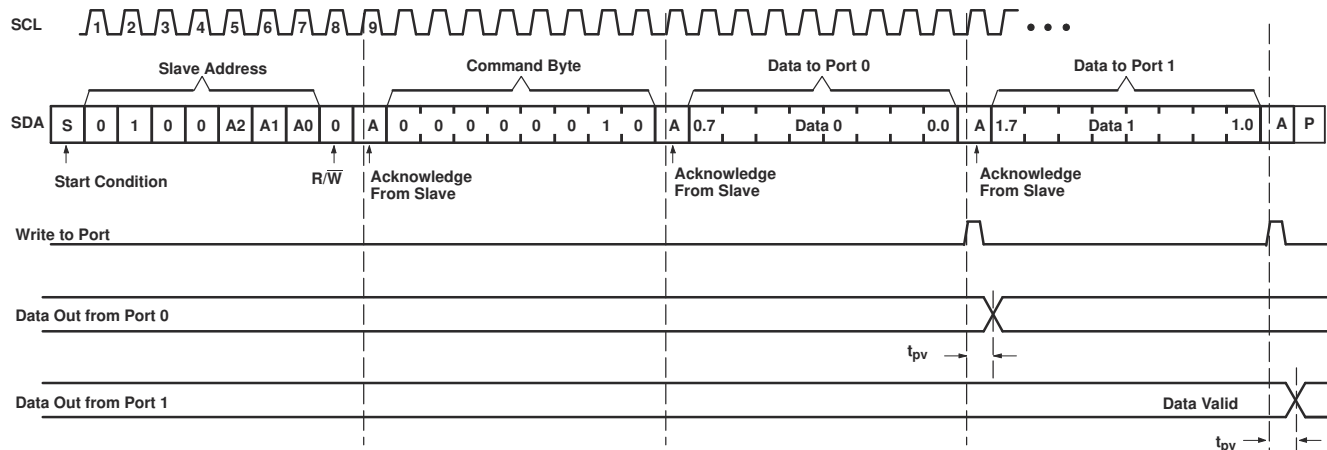 SCL 1 2 3 4 5 6 7 8 9
Slave Address Command Byte Data to Port 0 Data to Port 1
SDA S 0 1 0 0 A2 A1 A0 0 A 0 0 0 0 0 0 1 0 A 0.7 Data 0 0.0 A 1.7 Data 1 1.0 A P
Start Condition R/W̅ Acknowledge From Slave Acknowledge From Slave Acknowledge From Slave
Write to Port
Data Out from Port 0
tpv
Data Out from Port 1 Data Valid
tpv